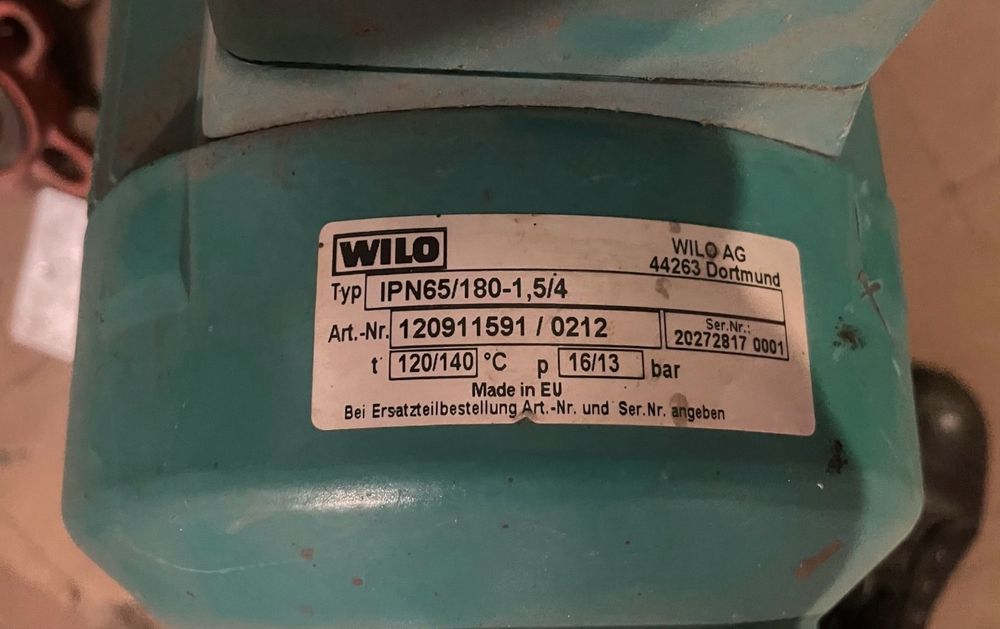 WILO
WILO AG
44263 Dortmund
Typ IPN65/180-1,5/4
Art.-Nr. 120911591 / 0212
Ser.Nr.:
20272817 0001
t 120/140 °C p 16/13 bar
Made in EU
Bei Ersatzteilbestellung Art.-Nr. und Ser.Nr. angeben